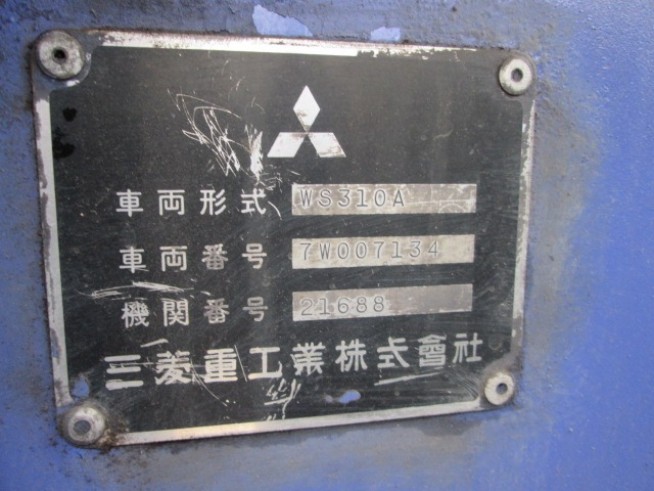 車両形式 WS310A
車両番号 7W007134
機関番号 21688
三菱重工業株式會社